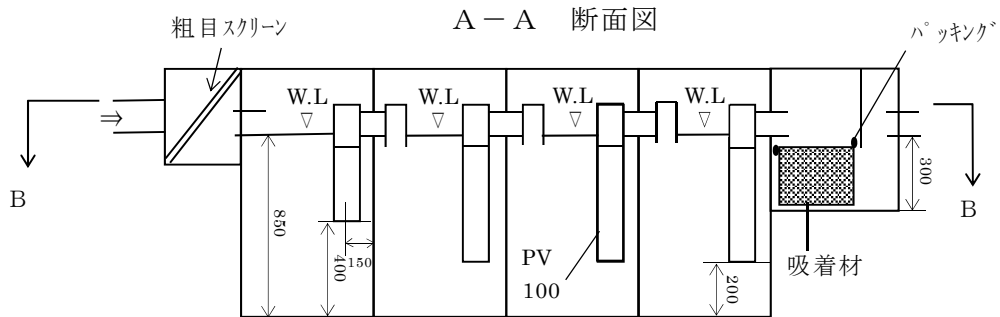 A－A　断面図
粗目スクリーン
パッキング
W.L
W.L
W.L
W.L
⇒
B
B
850
400
150
PV
100
200
300
吸着材